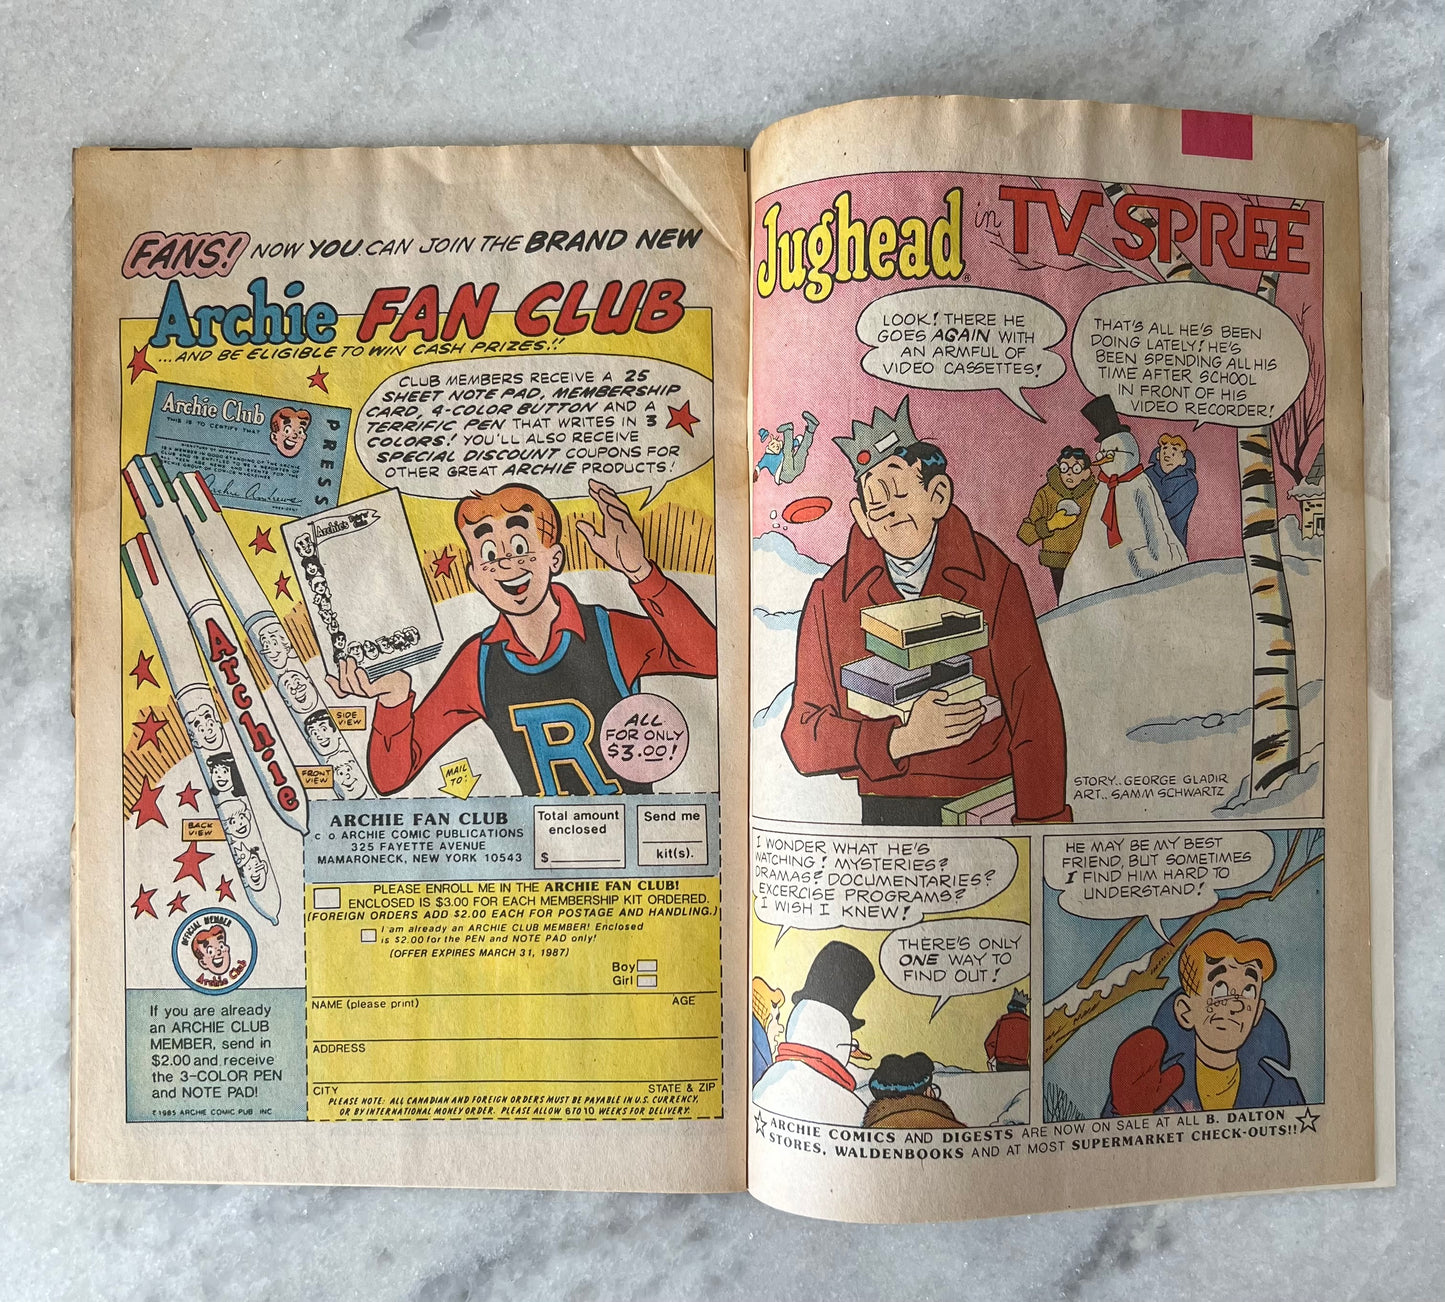 FANS! NOW YOU CAN JOIN THE BRAND NEW
Archie FAN CLUB
...AND BE ELIGIBLE TO WIN CASH PRIZES!!
CLUB MEMBERS RECEIVE A 25
SHEET NOTE PAD, MEMBERSHIP
CARD, 4-COLOR BUTTON AND A
TERRIFIC PEN THAT WRITES IN 3
COLORS! YOU'LL ALSO RECEIVE
SPECIAL DISCOUNT COUPONS FOR
OTHER GREAT ARCHIE PRODUCTS!
Archie Club
THIS IS TO CERTIFY THAT
PRESS
Archie Andrews
PRESIDENT
Archie's
Archie
SIDE
VIEW
FRONT
VIEW
BACK
VIEW
R
ALL
FOR ONLY
$3.00!
MAIL
TO:
ARCHIE FAN CLUB
C O ARCHIE COMIC PUBLICATIONS
325 FAYETTE AVENUE
MAMARONECK, NEW YORK 10543
Total amount
enclosed
$
Send me
kit(s).
PLEASE ENROLL ME IN THE ARCHIE FAN CLUB!
ENCLOSED IS $3.00 FOR EACH MEMBERSHIP KIT ORDERED.
(FOREIGN ORDERS ADD $2.00 EACH FOR POSTAGE AND HANDLING.)
I am already an ARCHIE CLUB MEMBER! Enclosed
is $2.00 for the PEN and NOTE PAD only!
(OFFER EXPIRES MARCH 31, 1987)
Boy
Girl
NAME (please print) AGE
ADDRESS
CITY STATE & ZIP
PLEASE NOTE: ALL CANADIAN AND FOREIGN ORDERS MUST BE PAYABLE IN U.S. CURRENCY,
OR BY INTERNATIONAL MONEY ORDER. PLEASE ALLOW 6 TO 10 WEEKS FOR DELIVERY.
OFFICIAL MEMBER
Archie Club
If you are already
an ARCHIE CLUB
MEMBER, send in
$2.00 and receive
the 3-COLOR PEN
and NOTE PAD!
©1985 ARCHIE COMIC PUB. INC
Jughead® in TV SPREE
LOOK! THERE HE
GOES AGAIN WITH
AN ARMFUL OF
VIDEO CASSETTES!
THAT'S ALL HE'S BEEN
DOING LATELY! HE'S
BEEN SPENDING ALL HIS
TIME AFTER SCHOOL
IN FRONT OF HIS
VIDEO RECORDER!
STORY.. GEORGE GLADIR
ART.. SAMM SCHWARTZ
I WONDER WHAT HE'S
WATCHING! MYSTERIES?
DRAMAS? DOCUMENTARIES?
EXCERCISE PROGRAMS?
I WISH I KNEW!
THERE'S ONLY
ONE WAY TO
FIND OUT!
HE MAY BE MY BEST
FRIEND, BUT SOMETIMES
I FIND HIM HARD TO
UNDERSTAND!
ARCHIE COMICS AND DIGESTS ARE NOW ON SALE AT ALL B. DALTON
STORES, WALDENBOOKS AND AT MOST SUPERMARKET CHECK-OUTS!!